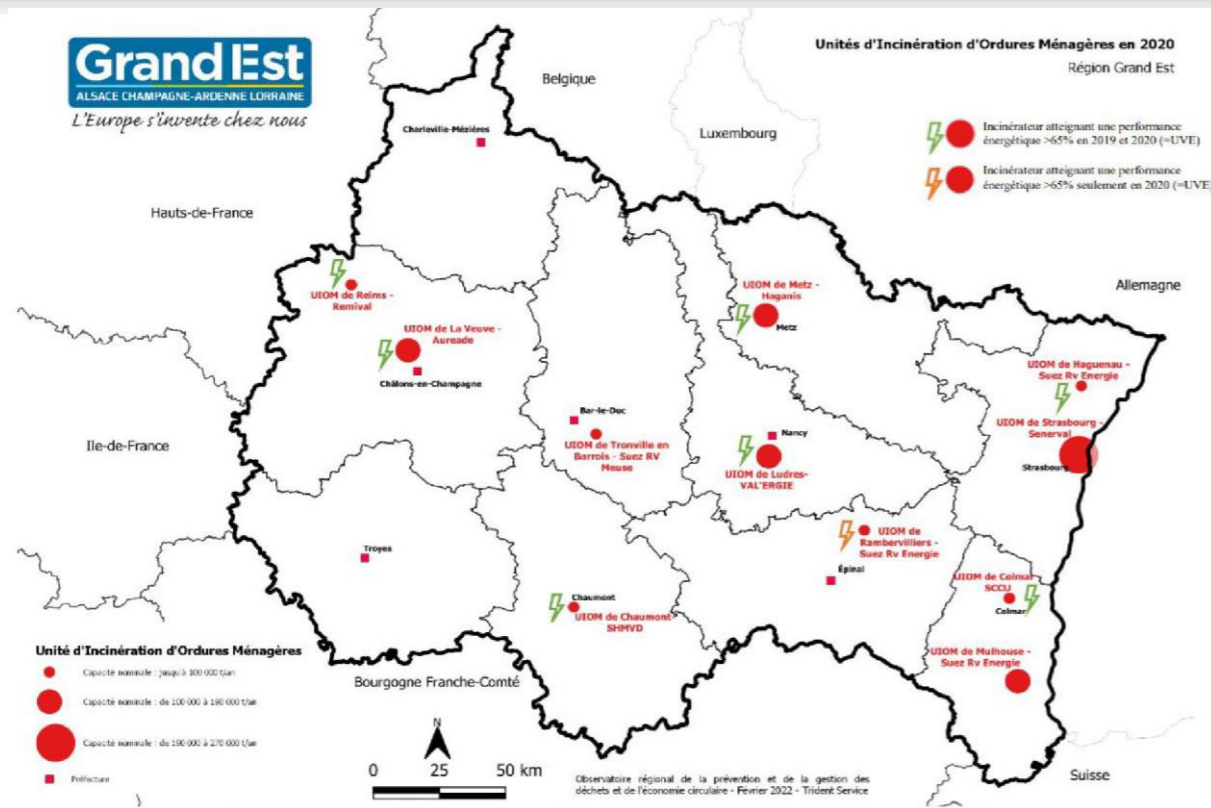 Grand Est
ALSACE CHAMPAGNE-ARDENNE LORRAINE
L'Europe s'invente chez nous
Unités d'Incinération d'Ordures Ménagères en 2020
Région Grand Est
Incinérateur atteignant une performance
énergétique >65% en 2019 et 2020 (=UVE)
Incinérateur atteignant une performance
énergétique >65% seulement en 2020 (=UVE)
Belgique
Luxembourg
Allemagne
Hauts-de-France
Ile-de-France
Bourgogne Franche-Comté
Suisse
Charleville-Mézières
UIOM de Reims -
Remival
UIOM de La Veuve -
Aureade
Châlons-en-Champagne
UIOM de Metz -
Haganis
Metz
UIOM de Haguenau -
Suez Rv Energie
UIOM de Strasbourg -
Senerval
Strasbourg
Bar-le-Duc
UIOM de Tronville en
Barrois - Suez RV
Meuse
Nancy
UIOM de Ludres-
VAL'ERGIE
UIOM de
Rambervilliers -
Suez Rv Energie
Épinal
Troyes
Chaumont
UIOM de Chaumont
SHMVD
UIOM de Colmar
SCCU
Colmar
UIOM de Mulhouse -
Suez Rv Energie
Unité d'Incinération d'Ordures Ménagères
Capacité nominale : jusqu'à 100 000 t/an
Capacité nominale : de 100 000 à 190 000 t/an
Capacité nominale : de 190 000 à 270 000 t/an
Préfecture
N
0 25 50 km
Observatoire régional de la prévention et de la gestion des
déchets et de l'économie circulaire - Février 2022 - Trident Service